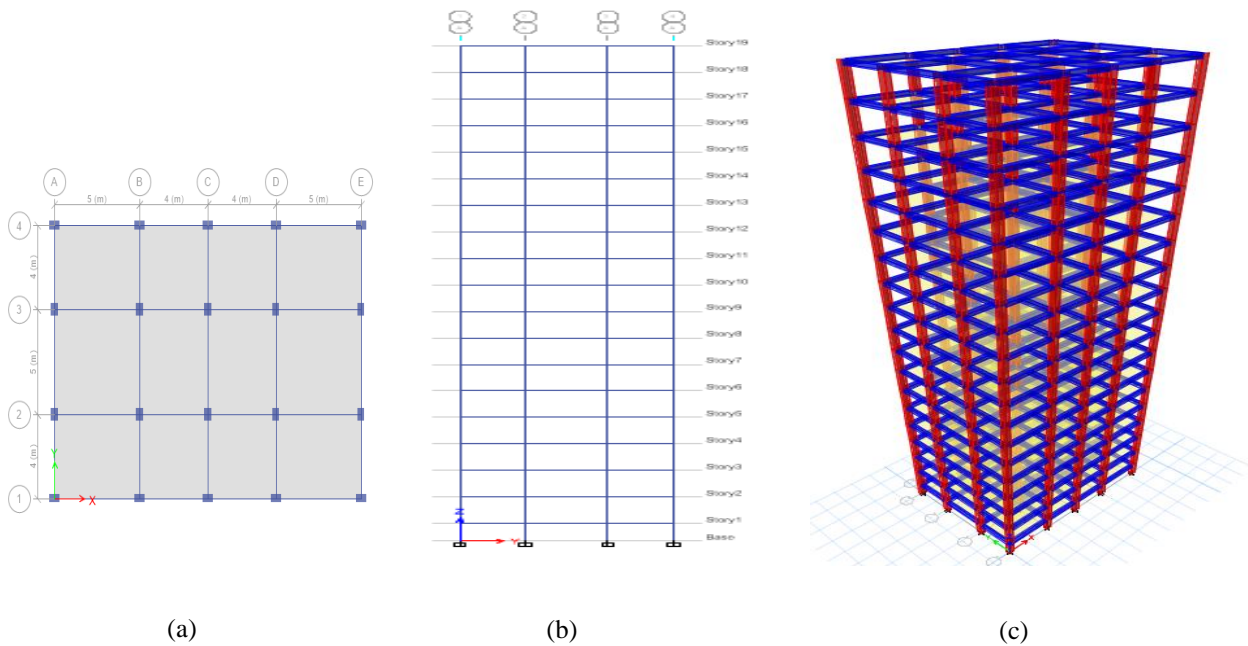 A B C D E
5 (m) 4 (m) 4 (m) 5 (m)
4
4 (m)
3
5 (m)
2
4 (m)
1
Y
X
(a)
Story19
Story18
Story17
Story16
Story15
Story14
Story13
Story12
Story11
Story10
Story9
Story8
Story7
Story6
Story5
Story4
Story3
Story2
Story1
Base
Z
Y
(b)
X
(c)